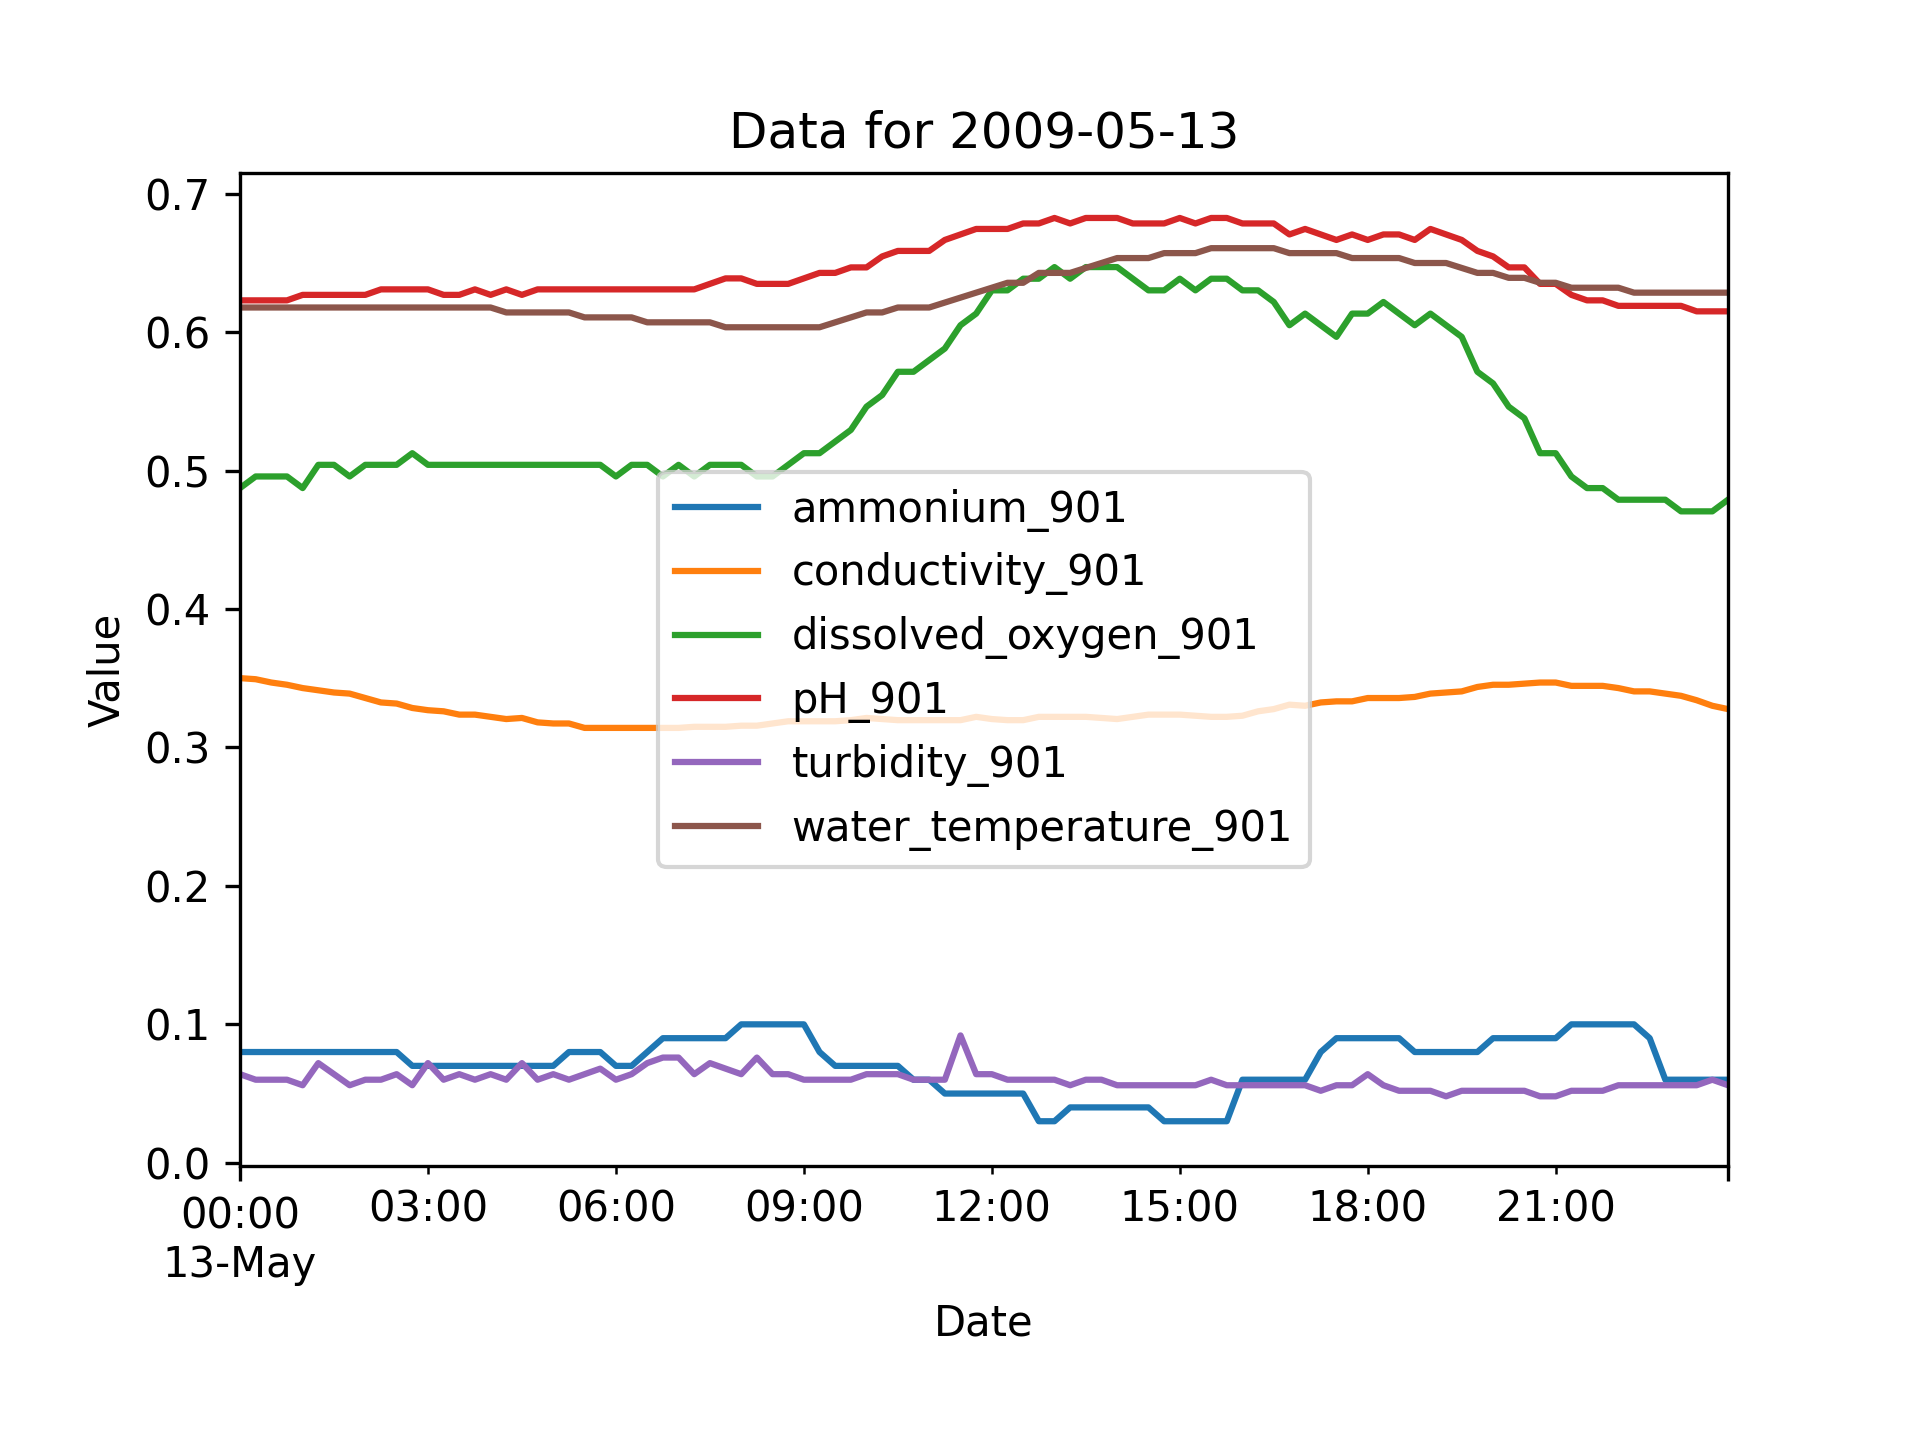 Data for 2009-05-13
0.7
0.6
0.5
0.4
0.3
0.2
0.1
0.0
Value
ammonium_901
conductivity_901
dissolved_oxygen_901
pH_901
turbidity_901
water_temperature_901
00:00 03:00 06:00 09:00 12:00 15:00 18:00 21:00
13-May
Date